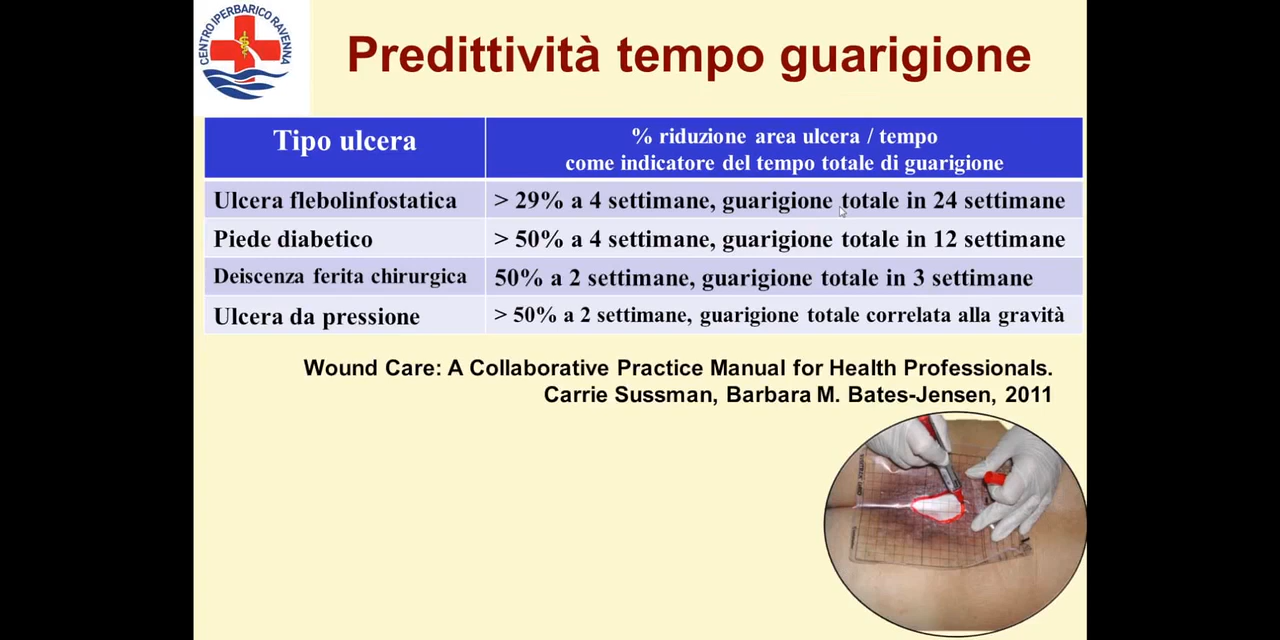 CENTRO IPERBARICO RAVENNA
Predittività tempo guarigione
Tipo ulcera
% riduzione area ulcera / tempo
come indicatore del tempo totale di guarigione
Ulcera flebolinfostatica
> 29% a 4 settimane, guarigione totale in 24 settimane
Piede diabetico
> 50% a 4 settimane, guarigione totale in 12 settimane
Deiscenza ferita chirurgica
50% a 2 settimane, guarigione totale in 3 settimane
Ulcera da pressione
> 50% a 2 settimane, guarigione totale correlata alla gravità
Wound Care: A Collaborative Practice Manual for Health Professionals.
Carrie Sussman, Barbara M. Bates-Jensen, 2011